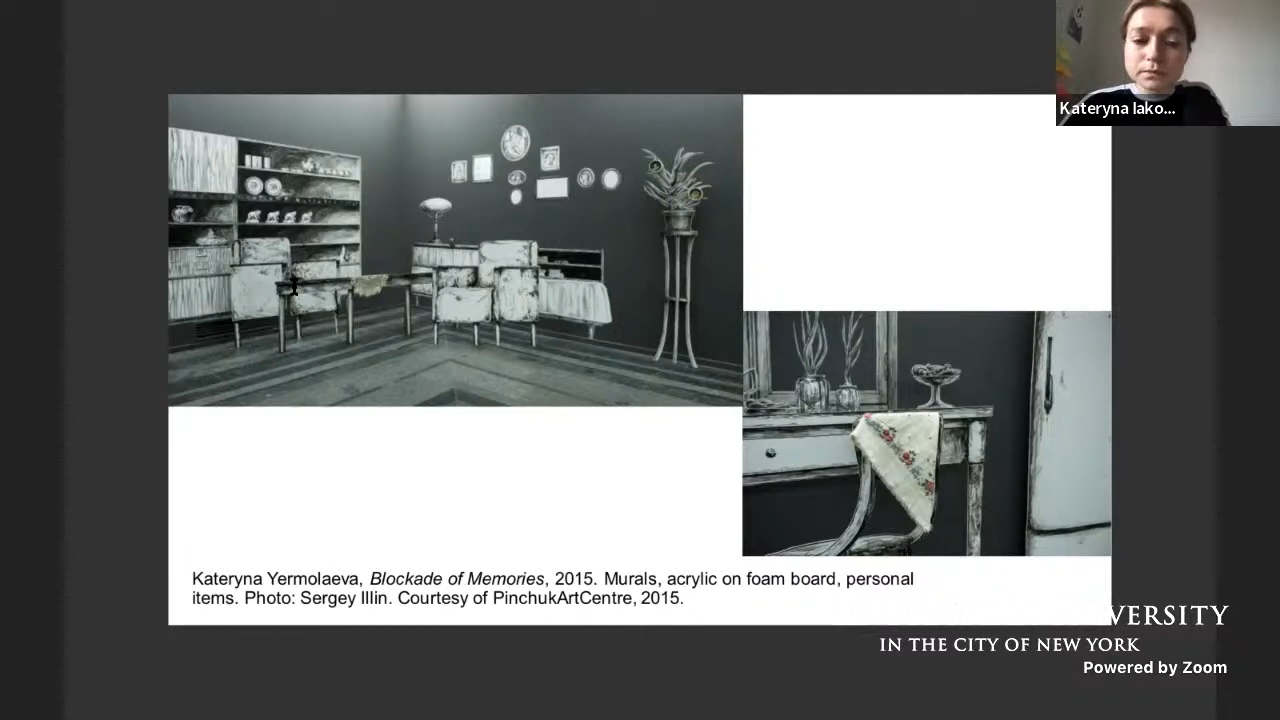 Kateryna Iako...
Kateryna Yermolaeva, Blockade of Memories, 2015. Murals, acrylic on foam board, personal
items. Photo: Sergey Illin. Courtesy of PinchukArtCentre, 2015.
VERSITY
IN THE CITY OF NEW YORK
Powered by Zoom